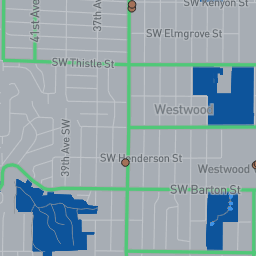 SW Kenyon St
37th Ave
41st Ave
SW Elmgrove St
SW Thistle St
Westwood
39th Ave SW
SW Henderson St
Westwood
SW Barton St